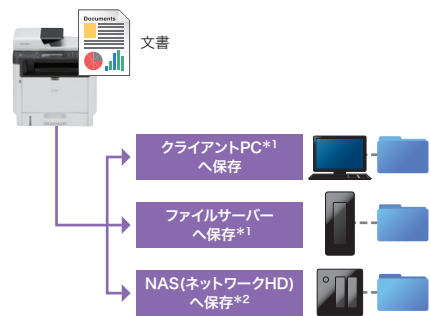 Documents
文書
クライアントPC*1
へ保存
ファイルサーバー
へ保存*1
NAS(ネットワークHD)
へ保存*2